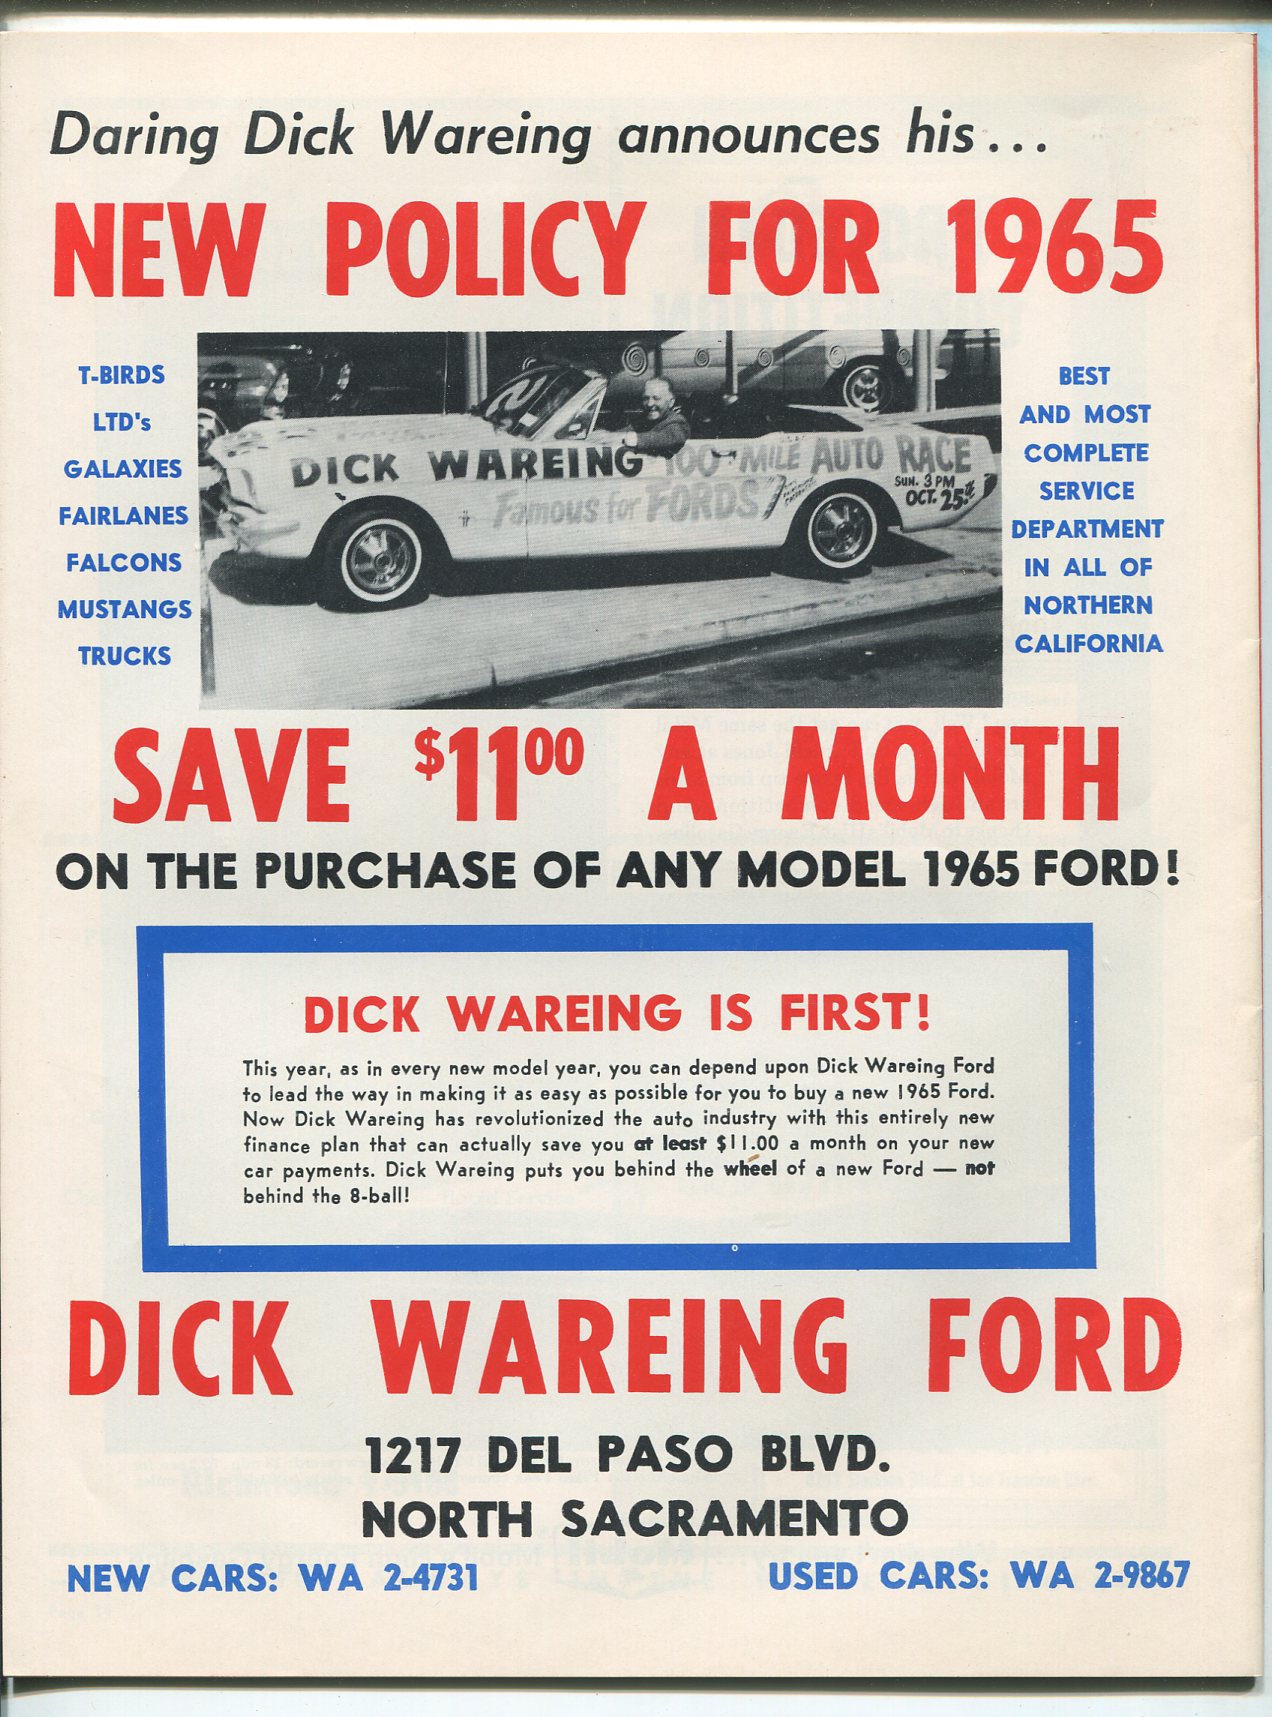 Daring Dick Wareing announces his...
NEW POLICY FOR 1965
T-BIRDS
LTD's
GALAXIES
FAIRLANES
FALCONS
MUSTANGS
TRUCKS
DICK WAREING 100 MILE AUTO RACE
SUN. 3 PM
OCT. 25th
Famous for FORDS
BEST
AND MOST
COMPLETE
SERVICE
DEPARTMENT
IN ALL OF
NORTHERN
CALIFORNIA
SAVE $1100 A MONTH
ON THE PURCHASE OF ANY MODEL 1965 FORD!
DICK WAREING IS FIRST!
This year, as in every new model year, you can depend upon Dick Wareing Ford
to lead the way in making it as easy as possible for you to buy a new 1965 Ford.
Now Dick Wareing has revolutionized the auto industry with this entirely new
finance plan that can actually save you at least $11.00 a month on your new
car payments. Dick Wareing puts you behind the wheel of a new Ford — not
behind the 8-ball!
DICK WAREING FORD
1217 DEL PASO BLVD.
NORTH SACRAMENTO
NEW CARS: WA 2-4731
USED CARS: WA 2-9867